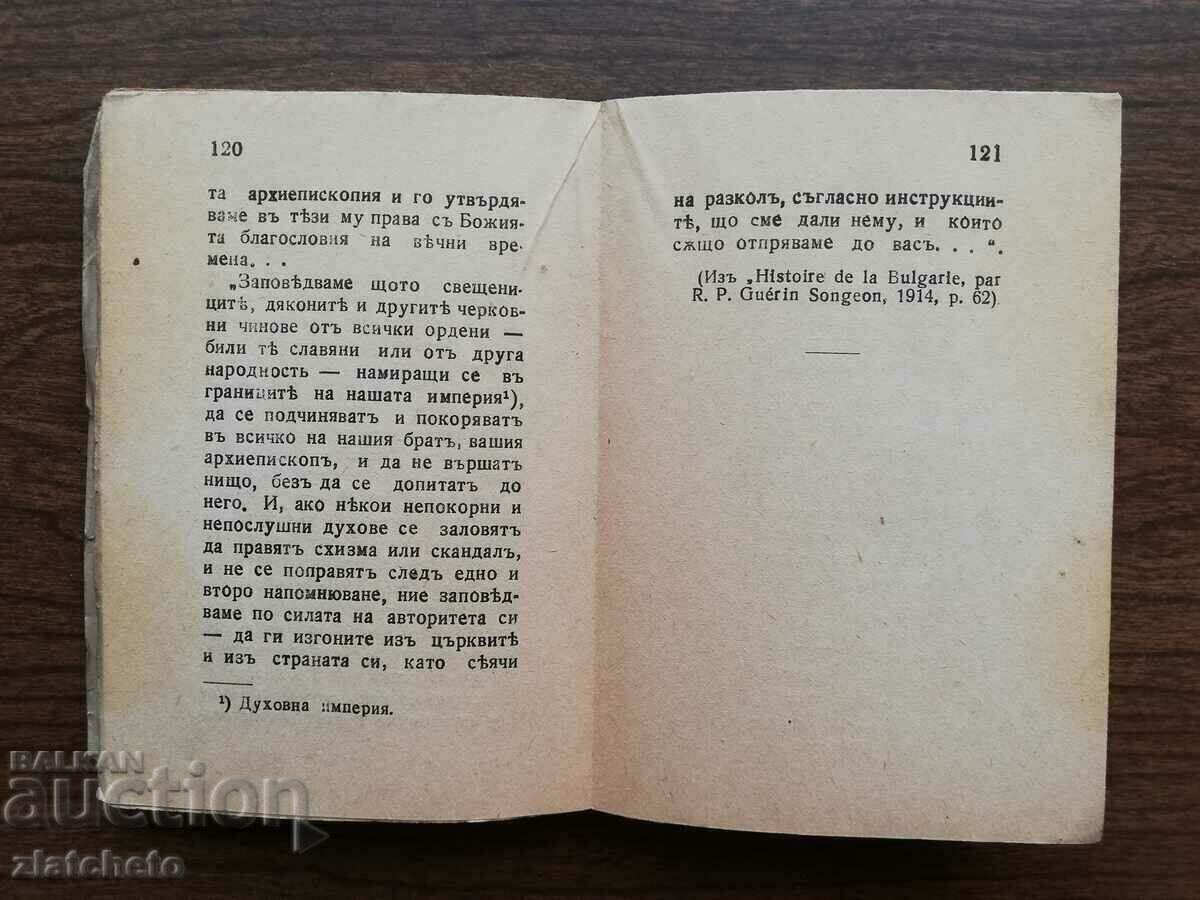 120
та архиепископия и го утвърдя-
ваме въ тѣзи му права съ Божия-
та благословия на вѣчни вре-
мена. . .
„Заповѣдваме щото свещени-
цитѣ, дяконитѣ и другитѣ черков-
ни чинове отъ всички ордени —
били тѣ славяни или отъ друга
народность — намиращи се въ
границитѣ на нашата империя¹),
да се подчиняватъ и покоряватъ
въ всичко на нашия братъ, вашия
архиепископъ, и да не вършатъ
нищо, безъ да се допитатъ до
него. И, ако нѣкои непокорни и
непослушни духове се заловятъ
да правятъ схизма или скандалъ,
и не се поправятъ следъ едно и
второ напомнюване, ние заповѣд-
ваме по силата на авторитета си
— да ги изгоните изъ църквитѣ
и изъ страната си, като сѣячи
¹) Духовна империя.
121
на разколъ, съгласно инструкции-
тѣ, що сме дали нему, и които
сѫщо отпряваме до васъ. . . “.
(Изъ „Histoire de la Bulgarie, par
R. P. Guérin Songeon, 1914, p. 62)
BALKAN
auction
zlatcheto